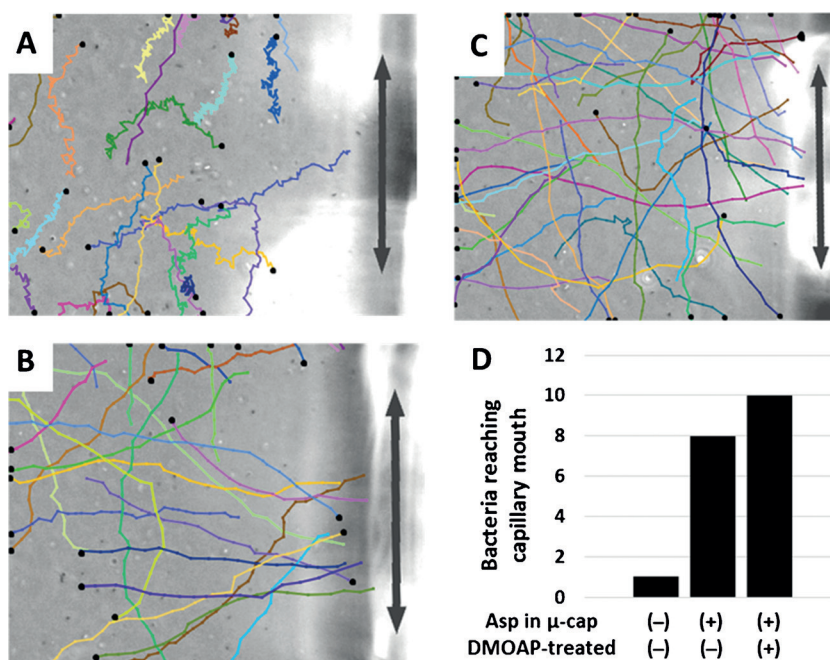 A
C
B
D
12
10
8
6
4
2
0
Bacteria reaching
capillary mouth
Asp in μ-cap (–) (+) (+)
DMOAP-treated (–) (–) (+)